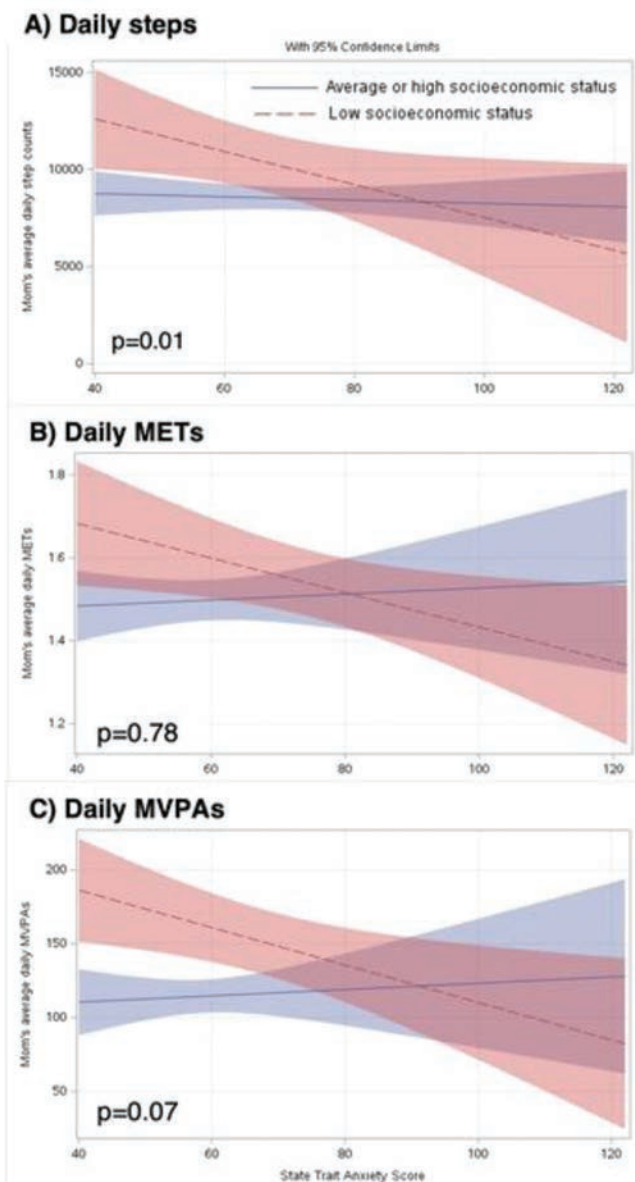 A) Daily steps
With 95% Confidence Limits
Mom's average daily step counts
15000
10000
5000
0
Average or high socioeconomic status
Low socioeconomic status
p=0.01
40 60 80 100 120
B) Daily METs
Mom's average daily METs
1.8
1.6
1.4
1.2
p=0.78
40 60 80 100 120
C) Daily MVPAs
Mom's average daily MVPAs
200
150
100
50
p=0.07
40 60 80 100 120
State Trait Anxiety Score